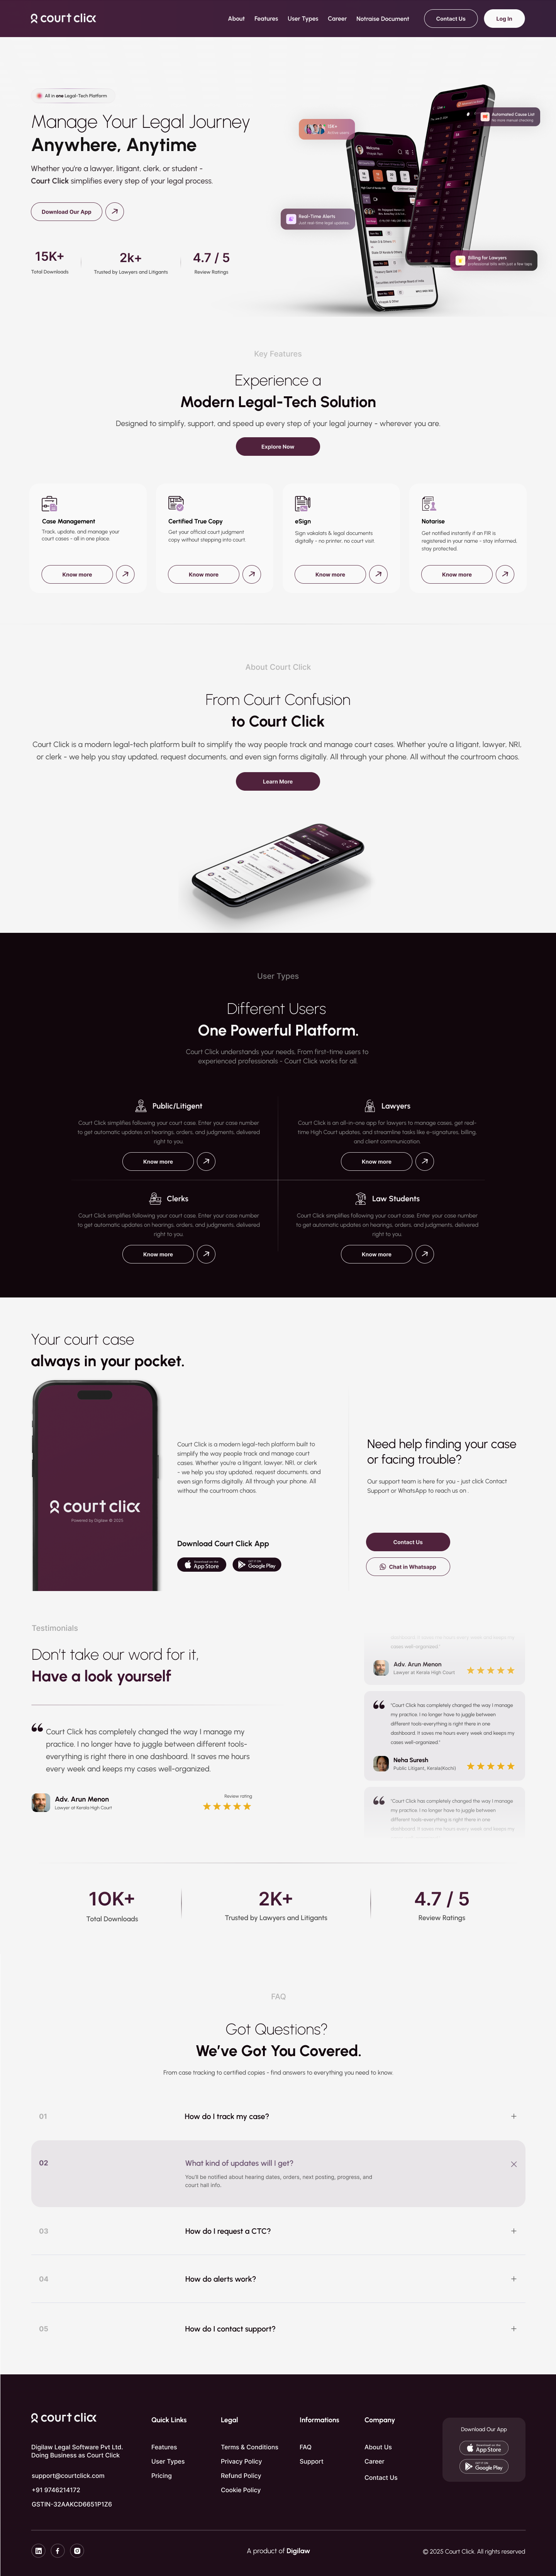 court click
About Features User Types Career Notraise Document Contact Us Log In
All in one Legal-Tech Platform
Manage Your Legal Journey
Anywhere, Anytime
Whether you're a lawyer, litigant, clerk, or student -
Court Click simplifies every step of your legal process.
Download Our App
15K+
Total Downloads
2k+
Trusted by Lawyers and Litigants
4.7 / 5
Review Ratings
15k+
Automated Cause List
No more manual checking
Welcome
Real-Time Alerts
Billing for Lawyers
professional bills with just a few taps
Key Features
Experience a
Modern Legal-Tech Solution
Designed to simplify, support, and speed up every step of your legal journey - wherever you are.
Explore Now
Case Management
Track, update, and manage your
court cases - all in one place.
Know more
Certified True Copy
Get your official court judgment
copy without stepping into court.
Know more
eSign
Sign vakalats & legal documents
digitally - no printer, no court visit.
Know more
Notarise
Get notified instantly if an FIR is
registered in your name - stay informed,
stay protected.
Know more
About Court Click
From Court Confusion
to Court Click
Court Click is a modern legal-tech platform built to simplify the way people track and manage court cases. Whether you're a litigant, lawyer, NRI,
or clerk - we help you stay updated, request documents, and even sign forms digitally. All through your phone. All without the courtroom chaos.
Learn More
User Types
Different Users
One Powerful Platform.
Court Click understands your needs. From first-time users to
experienced professionals - Court Click works for all.
Public/Litigent
Court Click simplifies following your court case. Enter your case number
to get automatic updates on hearings, orders, and judgments, delivered
right to you.
Know more
Lawyers
Court Click is an all-in-one app for lawyers to manage cases, get real-
time High Court updates, and streamline tasks like e-signatures, billing,
and client communication.
Know more
Clerks
Court Click simplifies following your court case. Enter your case number
to get automatic updates on hearings, orders, and judgments, delivered
right to you.
Know more
Law Students
Court Click simplifies following your court case. Enter your case number
to get automatic updates on hearings, orders, and judgments, delivered
right to you.
Know more
Your court case
always in your pocket.
court click
Powered by Digilaw © 2025
Court Click is a modern legal-tech platform built to
simplify the way people track and manage court
cases. Whether you're a litigant, lawyer, NRI, or clerk
- we help you stay updated, request documents, and
even sign forms digitally. All through your phone. All
without the courtroom chaos.
Download Court Click App
Download on the
App Store
GET IT ON
Google Play
Need help finding your case
or facing trouble?
Our support team is here for you - just click Contact
Support or WhatsApp to reach us on .
Contact Us
Chat in Whatsapp
Testimonials
Don't take our word for it,
Have a look yourself
“ Court Click has completely changed the way I manage my
practice. I no longer have to juggle between different tools-
everything is right there in one dashboard. It saves me hours
every week and keeps my cases well-organized.
Adv. Arun Menon
Lawyer at Kerala High Court
Review rating
cases well-organized”.
Adv. Arun Menon
Lawyer at Kerala High Court
“ “Court Click has completely changed the way I manage
my practice. I no longer have to juggle between
different tools-everything is right there in one
dashboard. It saves me hours every week and keeps my
cases well-organized.”
Neha Suresh
Public Litigant, Kerala(Kochi)
“ “Court Click has completely changed the way I manage
my practice. I no longer have to juggle between
different tools-everything is right there in one
dashboard. It saves me hours every week and keeps my
10K+
Total Downloads
2K+
Trusted by Lawyers and Litigants
4.7 / 5
Review Ratings
FAQ
Got Questions?
We've Got You Covered.
From case tracking to certified copies - find answers to everything you need to know.
01 How do I track my case? +
02 What kind of updates will I get?
You'll be notified about hearing dates, orders, next posting, progress, and
court hall info.
03 How do I request a CTC? +
04 How do alerts work? +
05 How do I contact support? +
court click
Digilaw Legal Software Pvt Ltd.
Doing Business as Court Click
support@courtclick.com
+91 9746214172
GSTIN-32AAKCD6651P1Z6
Quick Links
Features
User Types
Pricing
Legal
Terms & Conditions
Privacy Policy
Refund Policy
Cookie Policy
Informations
FAQ
Support
Company
About Us
Career
Contact Us
Download Our App
Download on the
App Store
GET IT ON
Google Play
A product of Digilaw
© 2025 Court Click. All rights reserved